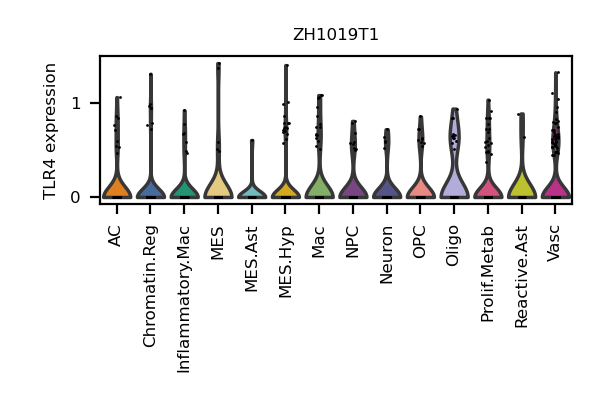 ZH1019T1
TLR4 expression
1
0
AC
Chromatin.Reg
Inflammatory.Mac
MES
MES.Ast
MES.Hyp
Mac
NPC
Neuron
OPC
Oligo
Prolif.Metab
Reactive.Ast
Vasc